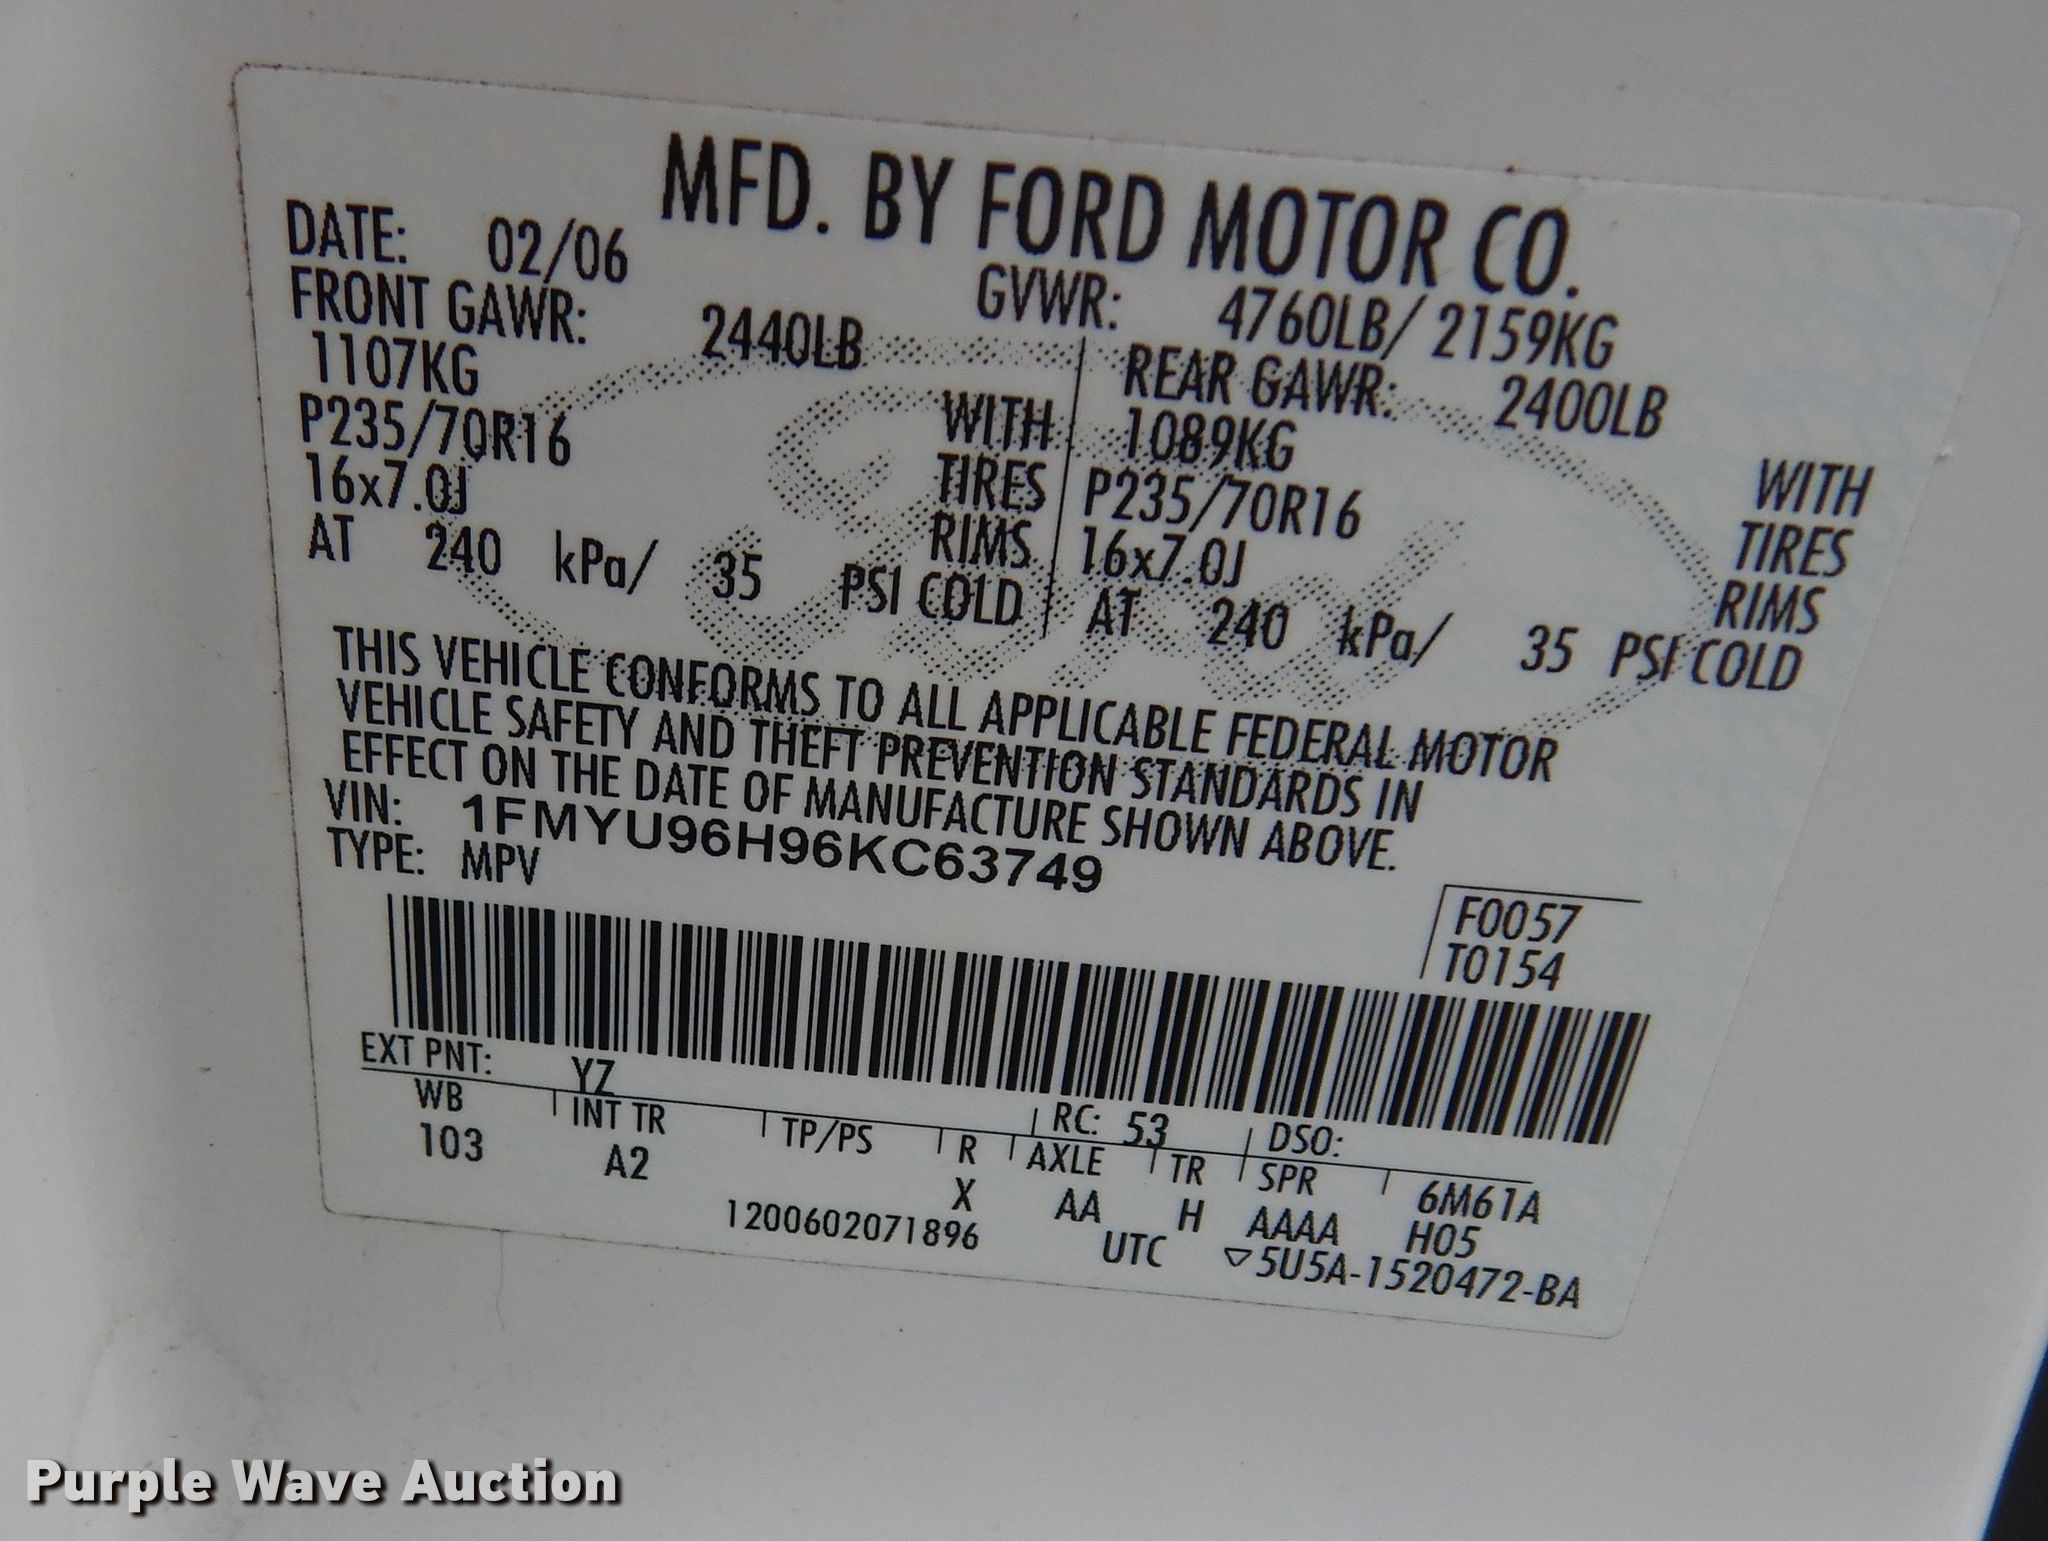 MFD. BY FORD MOTOR CO.
DATE: 02/06 GVWR: 4760LB/ 2159KG
FRONT GAWR: 2440LB REAR GAWR: 2400LB
1107KG WITH 1089KG WITH
P235/70R16 TIRES P235/70R16 TIRES
16x7.0J RIMS 16x7.0J RIMS
AT 240 kPa/ 35 PSI COLD AT 240 kPa/ 35 PSI COLD
THIS VEHICLE CONFORMS TO ALL APPLICABLE FEDERAL MOTOR
VEHICLE SAFETY AND THEFT PREVENTION STANDARDS IN
EFFECT ON THE DATE OF MANUFACTURE SHOWN ABOVE.
VIN: 1FMYU96H96KC63749
TYPE: MPV
F0057
T0154
EXT PNT: YZ RC: 53 DSO:
WB INT TR TP/PS R AXLE TR SPR 6M61A
103 A2 X AA H AAAA H05
1200602071896 UTC ▽5U5A-1520472-BA
Ford
Purple Wave Auction